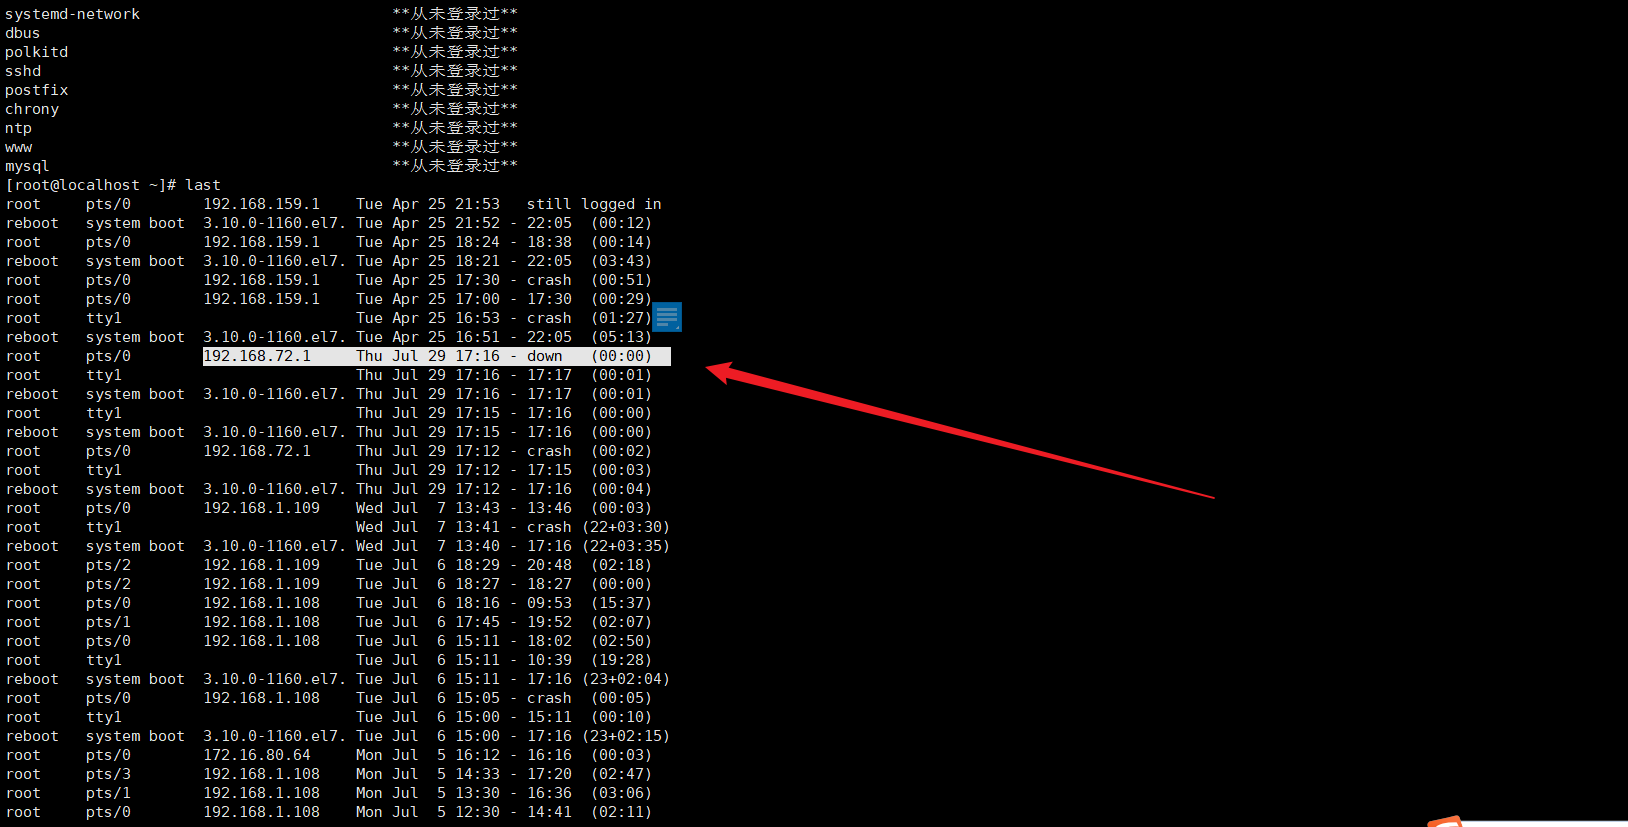 systemd-network                            **从未登录过**
dbus                                       **从未登录过**
polkitd                                    **从未登录过**
sshd                                       **从未登录过**
postfix                                    **从未登录过**
chrony                                     **从未登录过**
ntp                                        **从未登录过**
www                                        **从未登录过**
mysql                                      **从未登录过**
[root@localhost ~]# last
root     pts/0        192.168.159.1    Tue Apr 25 21:53   still logged in
reboot   system boot  3.10.0-1160.el7. Tue Apr 25 21:52 - 22:05  (00:12)
root     pts/0        192.168.159.1    Tue Apr 25 18:24 - 18:38  (00:14)
reboot   system boot  3.10.0-1160.el7. Tue Apr 25 18:21 - 22:05  (03:43)
root     pts/0        192.168.159.1    Tue Apr 25 17:30 - crash  (00:51)
root     pts/0        192.168.159.1    Tue Apr 25 17:00 - 17:30  (00:29)
root     tty1                          Tue Apr 25 16:53 - crash  (01:27)
reboot   system boot  3.10.0-1160.el7. Tue Apr 25 16:51 - 22:05  (05:13)
root     pts/0        192.168.72.1     Thu Jul 29 17:16 - down   (00:00)
root     tty1                          Thu Jul 29 17:16 - 17:17  (00:01)
reboot   system boot  3.10.0-1160.el7. Thu Jul 29 17:16 - 17:17  (00:01)
root     tty1                          Thu Jul 29 17:15 - 17:16  (00:00)
reboot   system boot  3.10.0-1160.el7. Thu Jul 29 17:15 - 17:16  (00:00)
root     pts/0        192.168.72.1     Thu Jul 29 17:12 - crash  (00:02)
root     tty1                          Thu Jul 29 17:12 - 17:15  (00:03)
reboot   system boot  3.10.0-1160.el7. Thu Jul 29 17:12 - 17:16  (00:04)
root     pts/0        192.168.1.109    Wed Jul  7 13:43 - 13:46  (00:03)
root     tty1                          Wed Jul  7 13:41 - crash (22+03:30)
reboot   system boot  3.10.0-1160.el7. Wed Jul  7 13:40 - 17:16 (22+03:35)
root     pts/2        192.168.1.109    Tue Jul  6 18:29 - 20:48  (02:18)
root     pts/2        192.168.1.109    Tue Jul  6 18:27 - 18:27  (00:00)
root     pts/0        192.168.1.108    Tue Jul  6 18:16 - 09:53  (15:37)
root     pts/1        192.168.1.108    Tue Jul  6 17:45 - 19:52  (02:07)
root     pts/0        192.168.1.108    Tue Jul  6 15:11 - 18:02  (02:50)
root     tty1                          Tue Jul  6 15:11 - 10:39  (19:28)
reboot   system boot  3.10.0-1160.el7. Tue Jul  6 15:11 - 17:16 (23+02:04)
root     pts/0        192.168.1.108    Tue Jul  6 15:05 - crash  (00:05)
root     tty1                          Tue Jul  6 15:00 - 15:11  (00:10)
reboot   system boot  3.10.0-1160.el7. Tue Jul  6 15:00 - 17:16 (23+02:15)
root     pts/0        172.16.80.64     Mon Jul  5 16:12 - 16:16  (00:03)
root     pts/3        192.168.1.108    Mon Jul  5 14:33 - 17:20  (02:47)
root     pts/1        192.168.1.108    Mon Jul  5 13:30 - 16:36  (03:06)
root     pts/0        192.168.1.108    Mon Jul  5 12:30 - 14:41  (02:11)